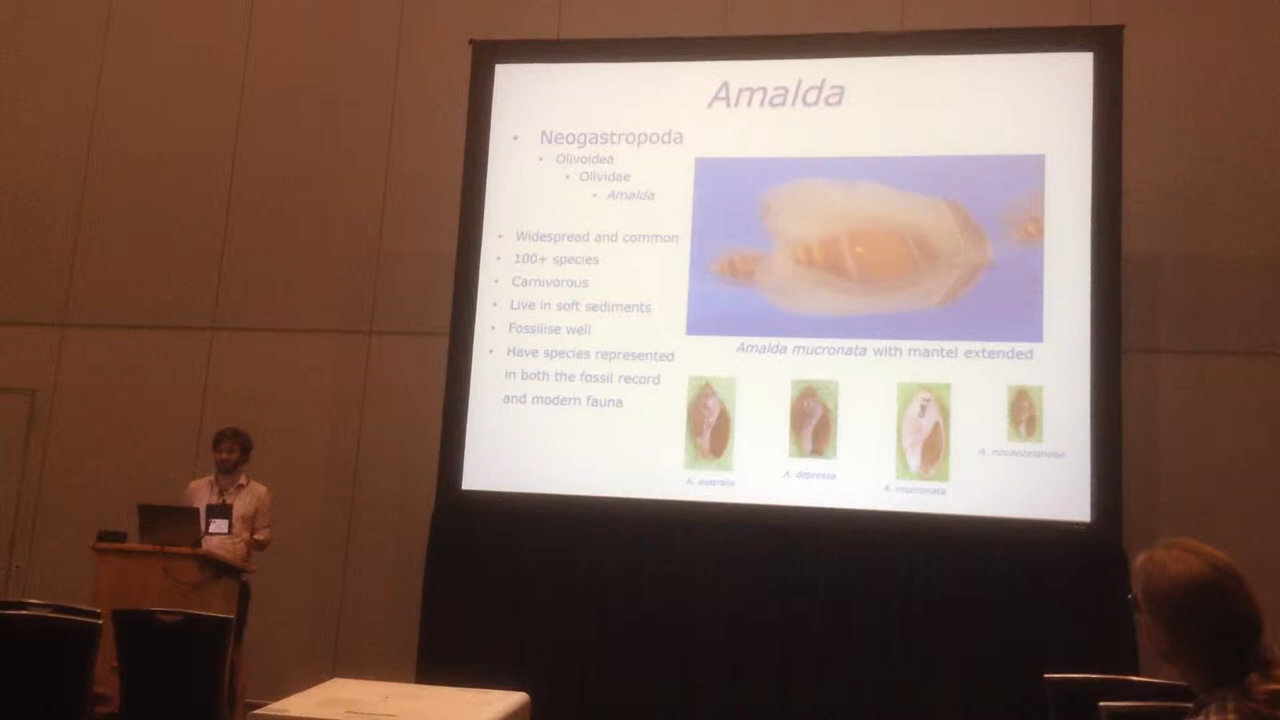 Amalda
• Neogastropoda
• Olivoidea
• Olividae
• Amalda
• Widespread and common
• 100+ species
• Carnivorous
• Live in soft sediments
• Fossilise well
• Have species represented
in both the fossil record
and modern fauna
Amalda mucronata with mantel extended
A. australis
A. depressa
A. mucronata
A. novaezelandiae